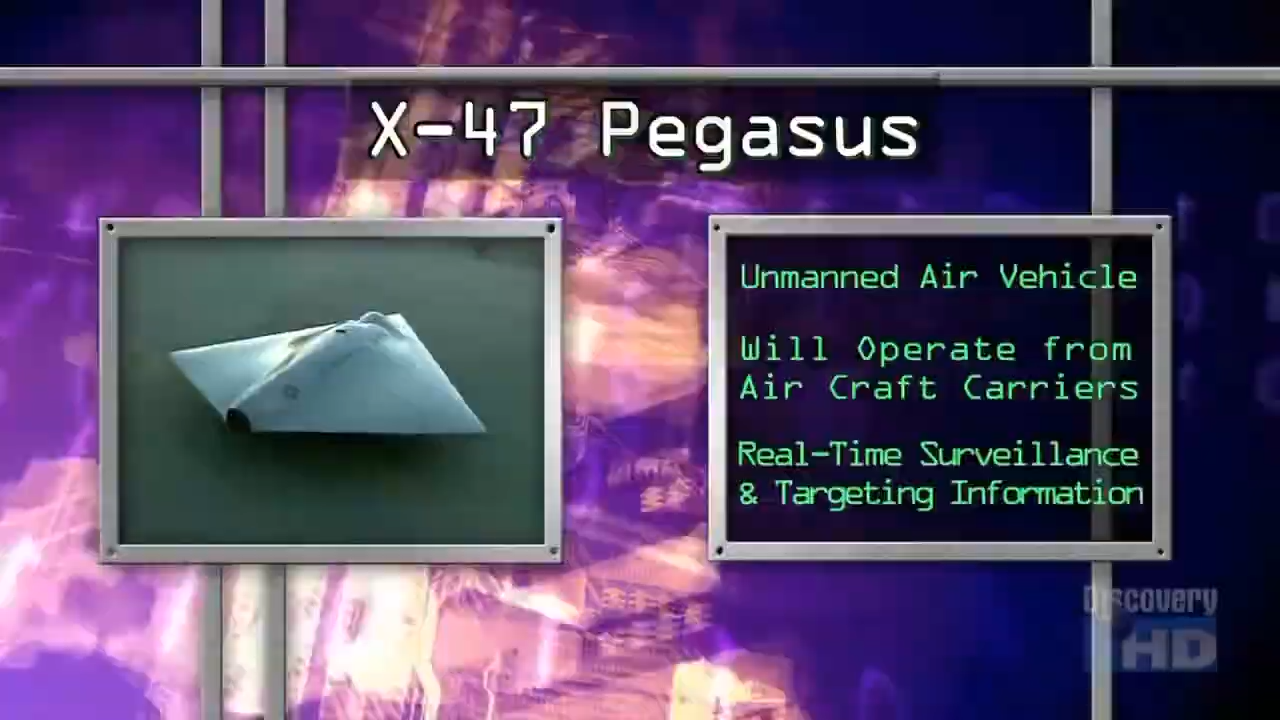 X-47 Pegasus
Unmanned Air Vehicle
Will Operate from
Air Craft Carriers
Real-Time Surveillance
& Targeting Information
Discovery
HD